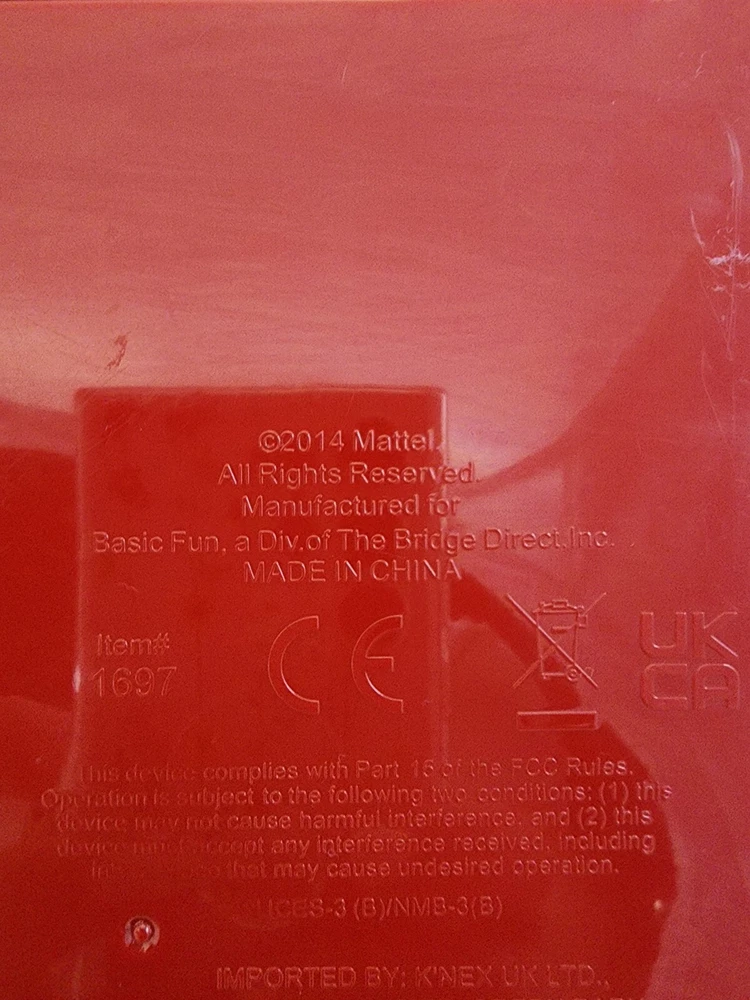 ©2014 Mattel.
All Rights Reserved.
Manufactured for
Basic Fun, a Div.of The Bridge Direct,Inc.
MADE IN CHINA
Item#
1697
CE
UK
CA
This device complies with Part 15 of the FCC Rules.
Operation is subject to the following two conditions: (1) this
device may not cause harmful interference, and (2) this
device must accept any interference received, including
that may cause undesired operation.
ICES-3 (B)/NMB-3(B)
IMPORTED BY: K'NEX UK LTD.,